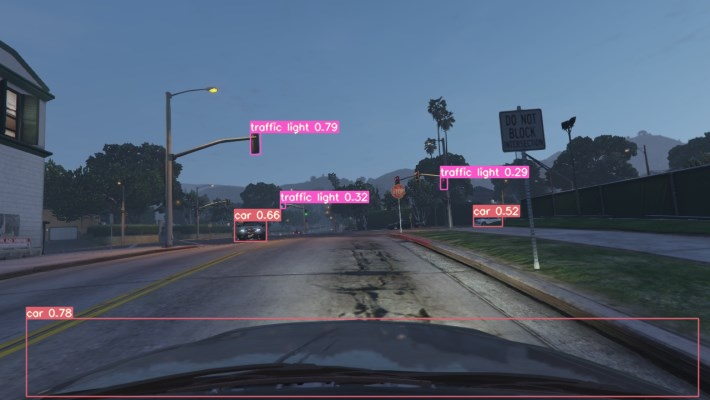 traffic light 0.79
DO NOT
BLOCK
traffic light 0.29
traffic light 0.32
car 0.66
car 0.52
car 0.78